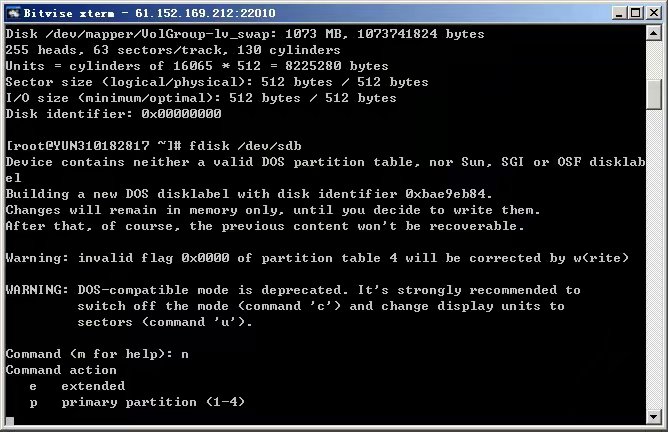 Bitvise xterm - 61.152.169.212:22010
Disk /dev/mapper/VolGroup-lv_swap: 1073 MB, 1073741824 bytes
255 heads, 63 sectors/track, 130 cylinders
Units = cylinders of 16065 * 512 = 8225280 bytes
Sector size (logical/physical): 512 bytes / 512 bytes
I/O size (minimum/optimal): 512 bytes / 512 bytes
Disk identifier: 0x00000000

[root@YUN310182817 ~]# fdisk /dev/sdb
Device contains neither a valid DOS partition table, nor Sun, SGI or OSF disklab
el
Building a new DOS disklabel with disk identifier 0xbae9eb84.
Changes will remain in memory only, until you decide to write them.
After that, of course, the previous content won't be recoverable.

Warning: invalid flag 0x0000 of partition table 4 will be corrected by w(rite)

WARNING: DOS-compatible mode is deprecated. It's strongly recommended to
         switch off the mode (command 'c') and change display units to
         sectors (command 'u').

Command (m for help): n
Command action
   e   extended
   p   primary partition (1-4)